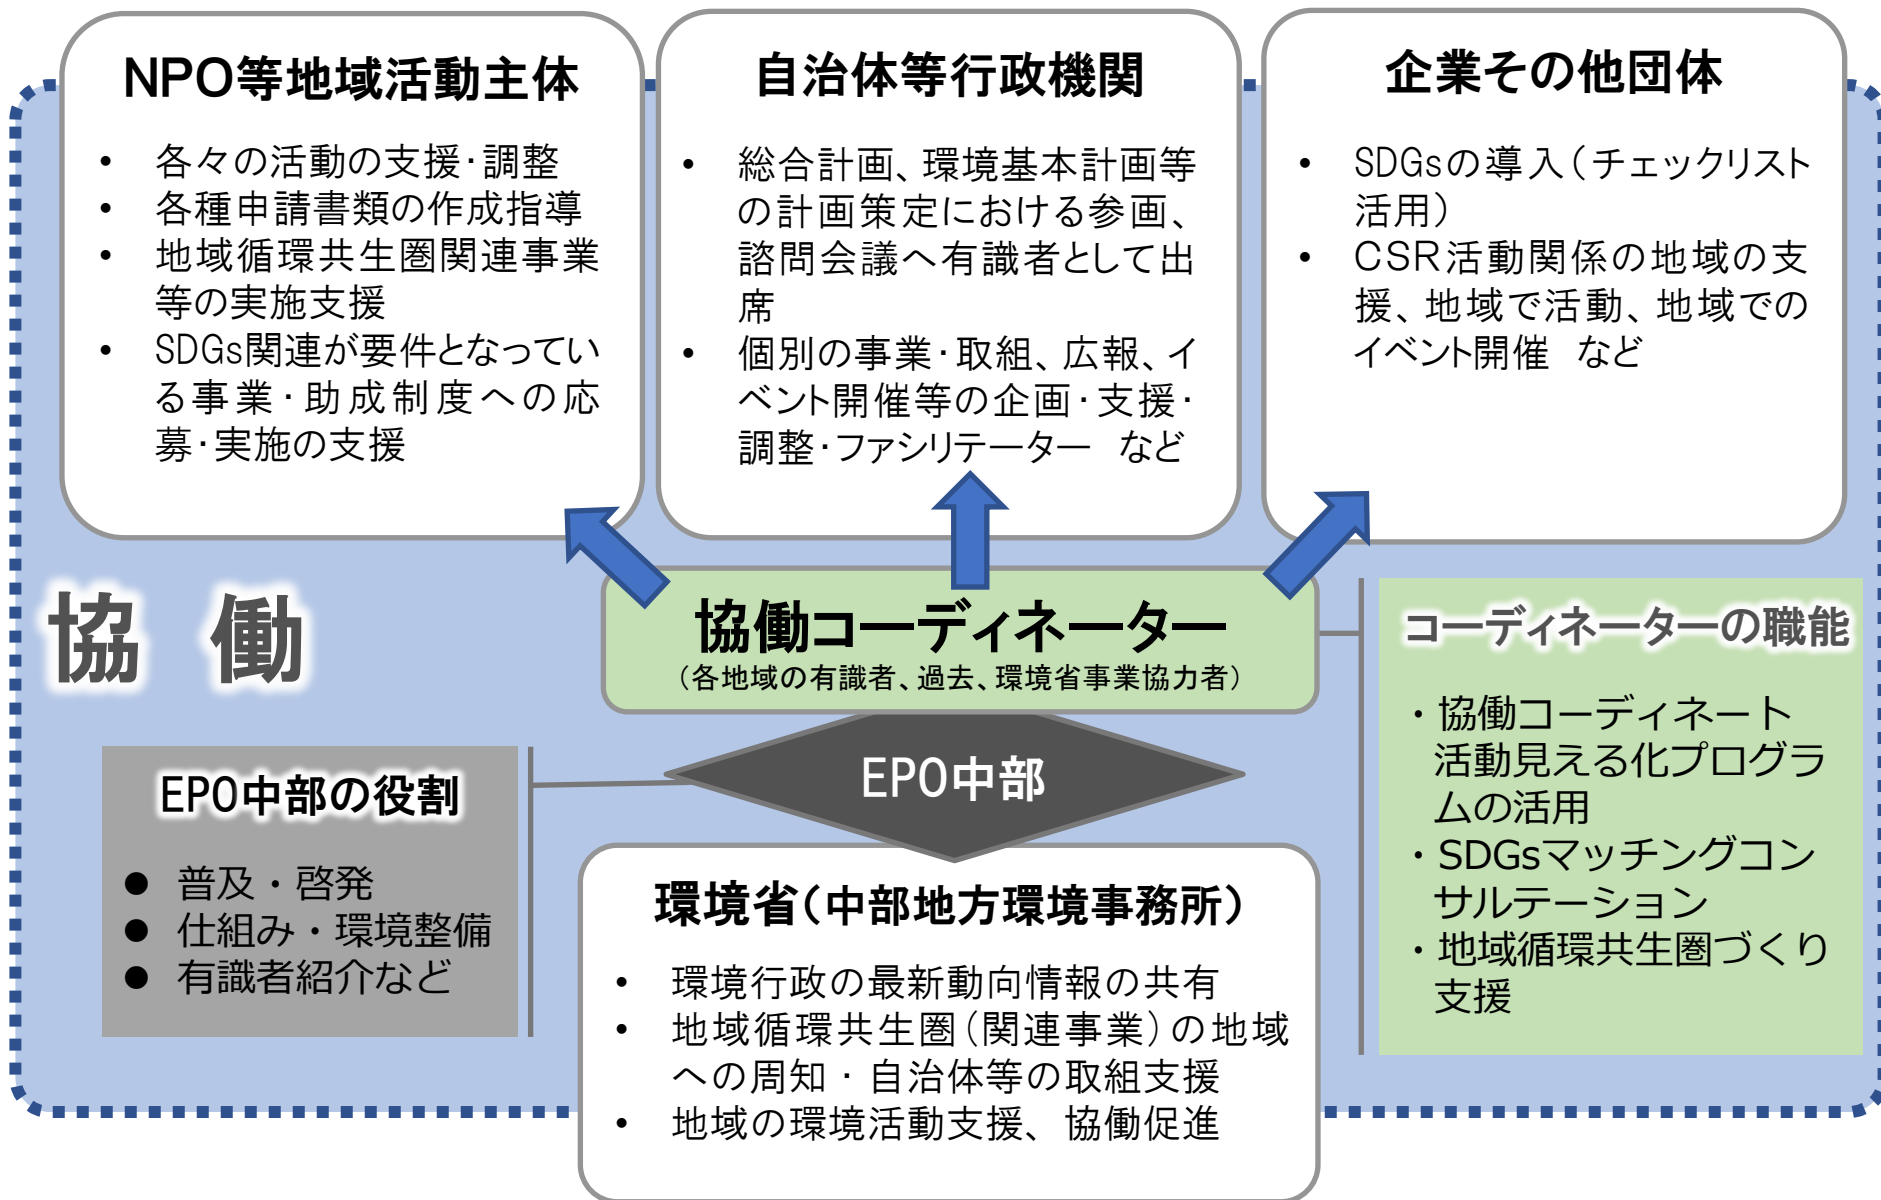 NPO等地域活動主体
• 各々の活動の支援･調整
• 各種申請書類の作成指導
• 地域循環共生圏関連事業
等の実施支援
• SDGs関連が要件となってい
る事業･助成制度への応
募･実施の支援
自治体等行政機関
• 総合計画、環境基本計画等
の計画策定における参画、
諮問会議へ有識者として出
席
• 個別の事業･取組、広報、イ
ベント開催等の企画･支援･
調整･ファシリテーター など
企業その他団体
• SDGsの導入（チェックリスト
活用）
• CSR活動関係の地域の支
援、地域で活動、地域での
イベント開催 など
協 働
協働コーディネーター
（各地域の有識者、過去、環境省事業協力者）
コーディネーターの職能
・協働コーディネート
活動見える化プログラ
ムの活用
・SDGsマッチングコン
サルテーション
・地域循環共生圏づくり
支援
EPO中部
EPO中部の役割
● 普及・啓発
● 仕組み・環境整備
● 有識者紹介など
環境省（中部地方環境事務所）
• 環境行政の最新動向情報の共有
• 地域循環共生圏（関連事業）の地域
への周知・自治体等の取組支援
• 地域の環境活動支援、協働促進